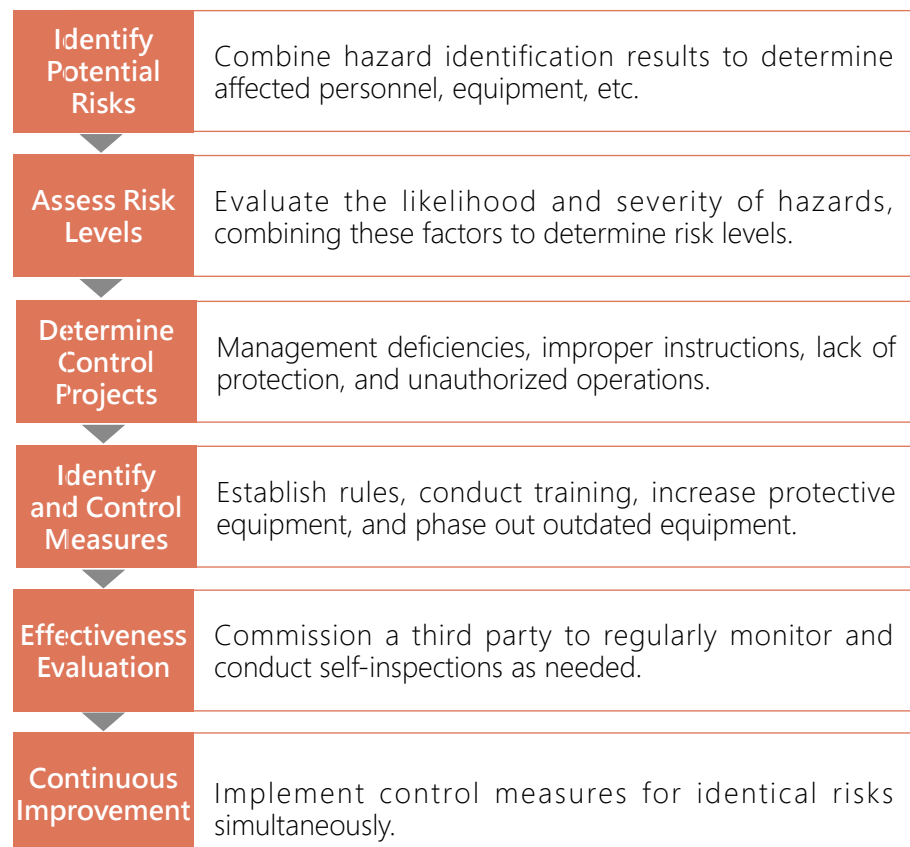 Identify
Potential
Risks
Combine hazard identification results to determine
affected personnel, equipment, etc.
Assess Risk
Levels
Evaluate the likelihood and severity of hazards,
combining these factors to determine risk levels.
Determine
Control
Projects
Management deficiencies, improper instructions, lack of
protection, and unauthorized operations.
Identify
and Control
Measures
Establish rules, conduct training, increase protective
equipment, and phase out outdated equipment.
Effectiveness
Evaluation
Commission a third party to regularly monitor and
conduct self-inspections as needed.
Continuous
Improvement
Implement control measures for identical risks
simultaneously.